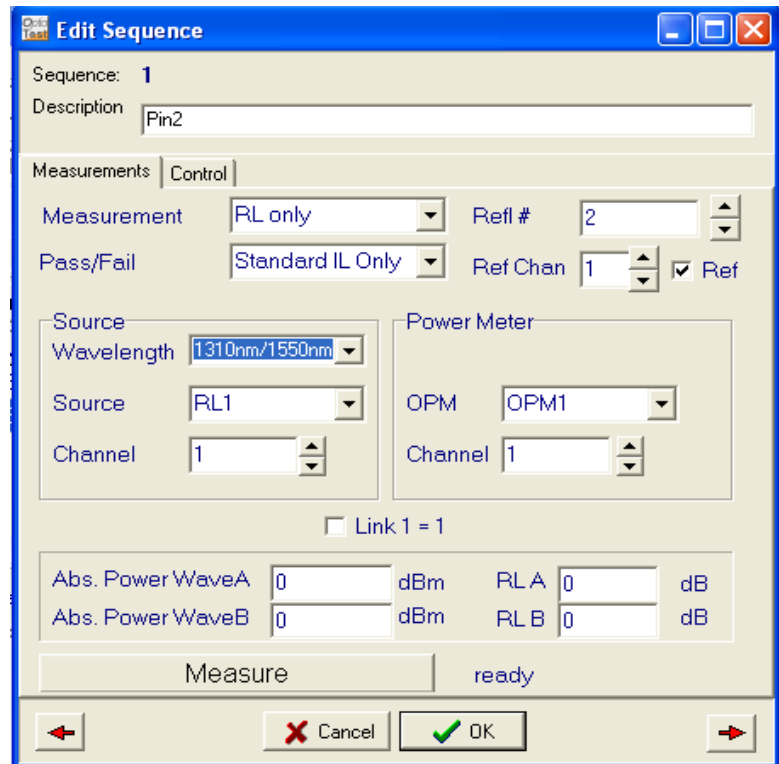 Opto Test Edit Sequence
Sequence: 1
Description Pin2
Measurements Control
Measurement RL only Refl # 2
Pass/Fail Standard IL Only Ref Chan 1 Ref
Source Power Meter
Wavelength 1310nm/1550nm
Source RL1 OPM OPM1
Channel 1 Channel 1
Link 1 = 1
Abs. Power WaveA 0 dBm RL A 0 dB
Abs. Power WaveB 0 dBm RL B 0 dB
Measure ready
Cancel OK